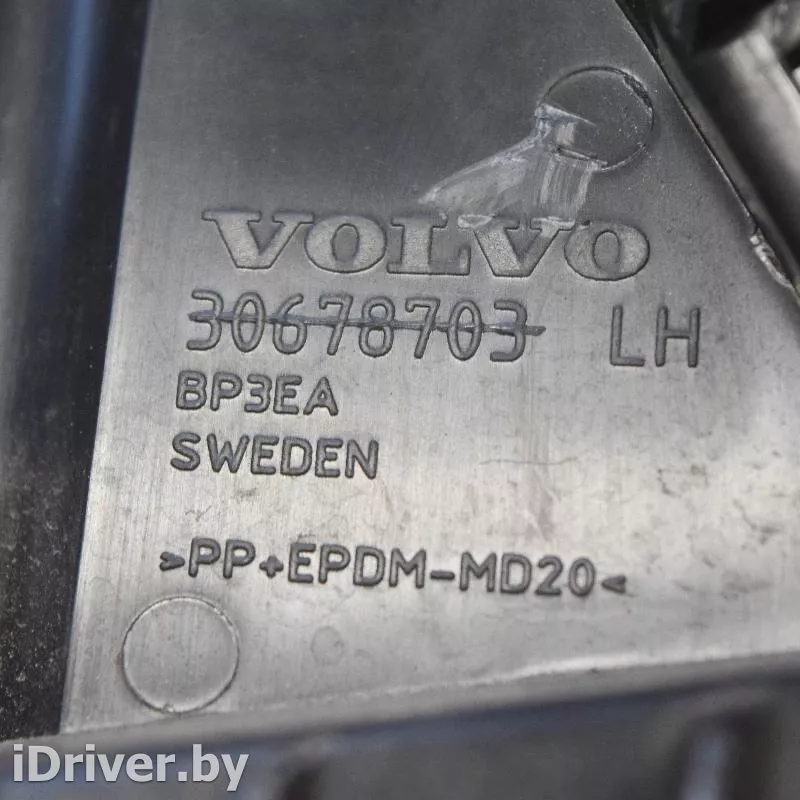 VOLVO
30678703 LH
BP3EA
SWEDEN
>PP+EPDM-MD20<
iDriver.by